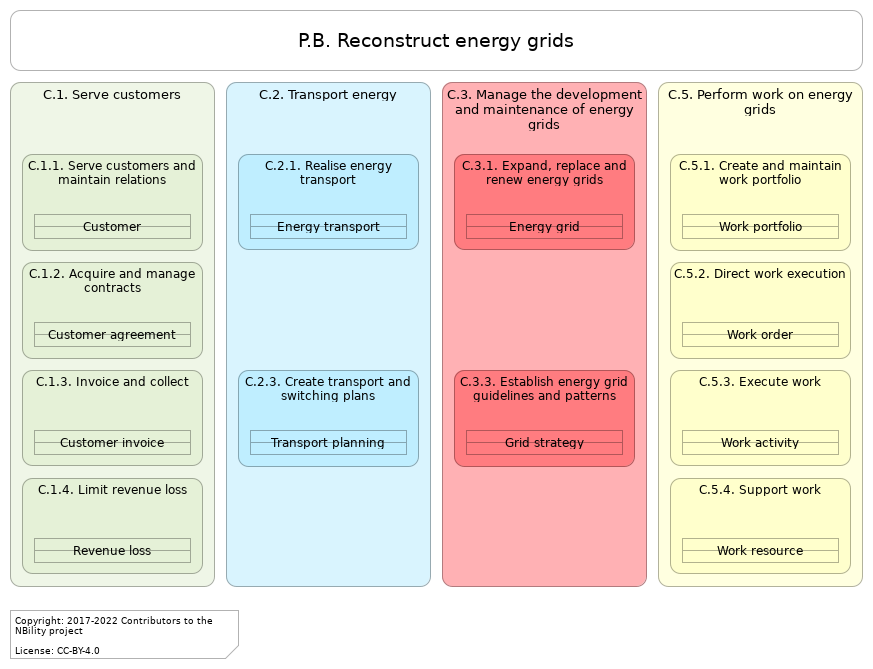 P.B. Reconstruct energy grids
C.1. Serve customers
C.1.1. Serve customers and
maintain relations
Customer
C.1.2. Acquire and manage
contracts
Customer agreement
C.1.3. Invoice and collect
Customer invoice
C.1.4. Limit revenue loss
Revenue loss
C.2. Transport energy
C.2.1. Realise energy
transport
Energy transport
C.2.3. Create transport and
switching plans
Transport planning
C.3. Manage the development
and maintenance of energy
grids
C.3.1. Expand, replace and
renew energy grids
Energy grid
C.3.3. Establish energy grid
guidelines and patterns
Grid strategy
C.5. Perform work on energy
grids
C.5.1. Create and maintain
work portfolio
Work portfolio
C.5.2. Direct work execution
Work order
C.5.3. Execute work
Work activity
C.5.4. Support work
Work resource
Copyright: 2017-2022 Contributors to the
NBility project
License: CC-BY-4.0